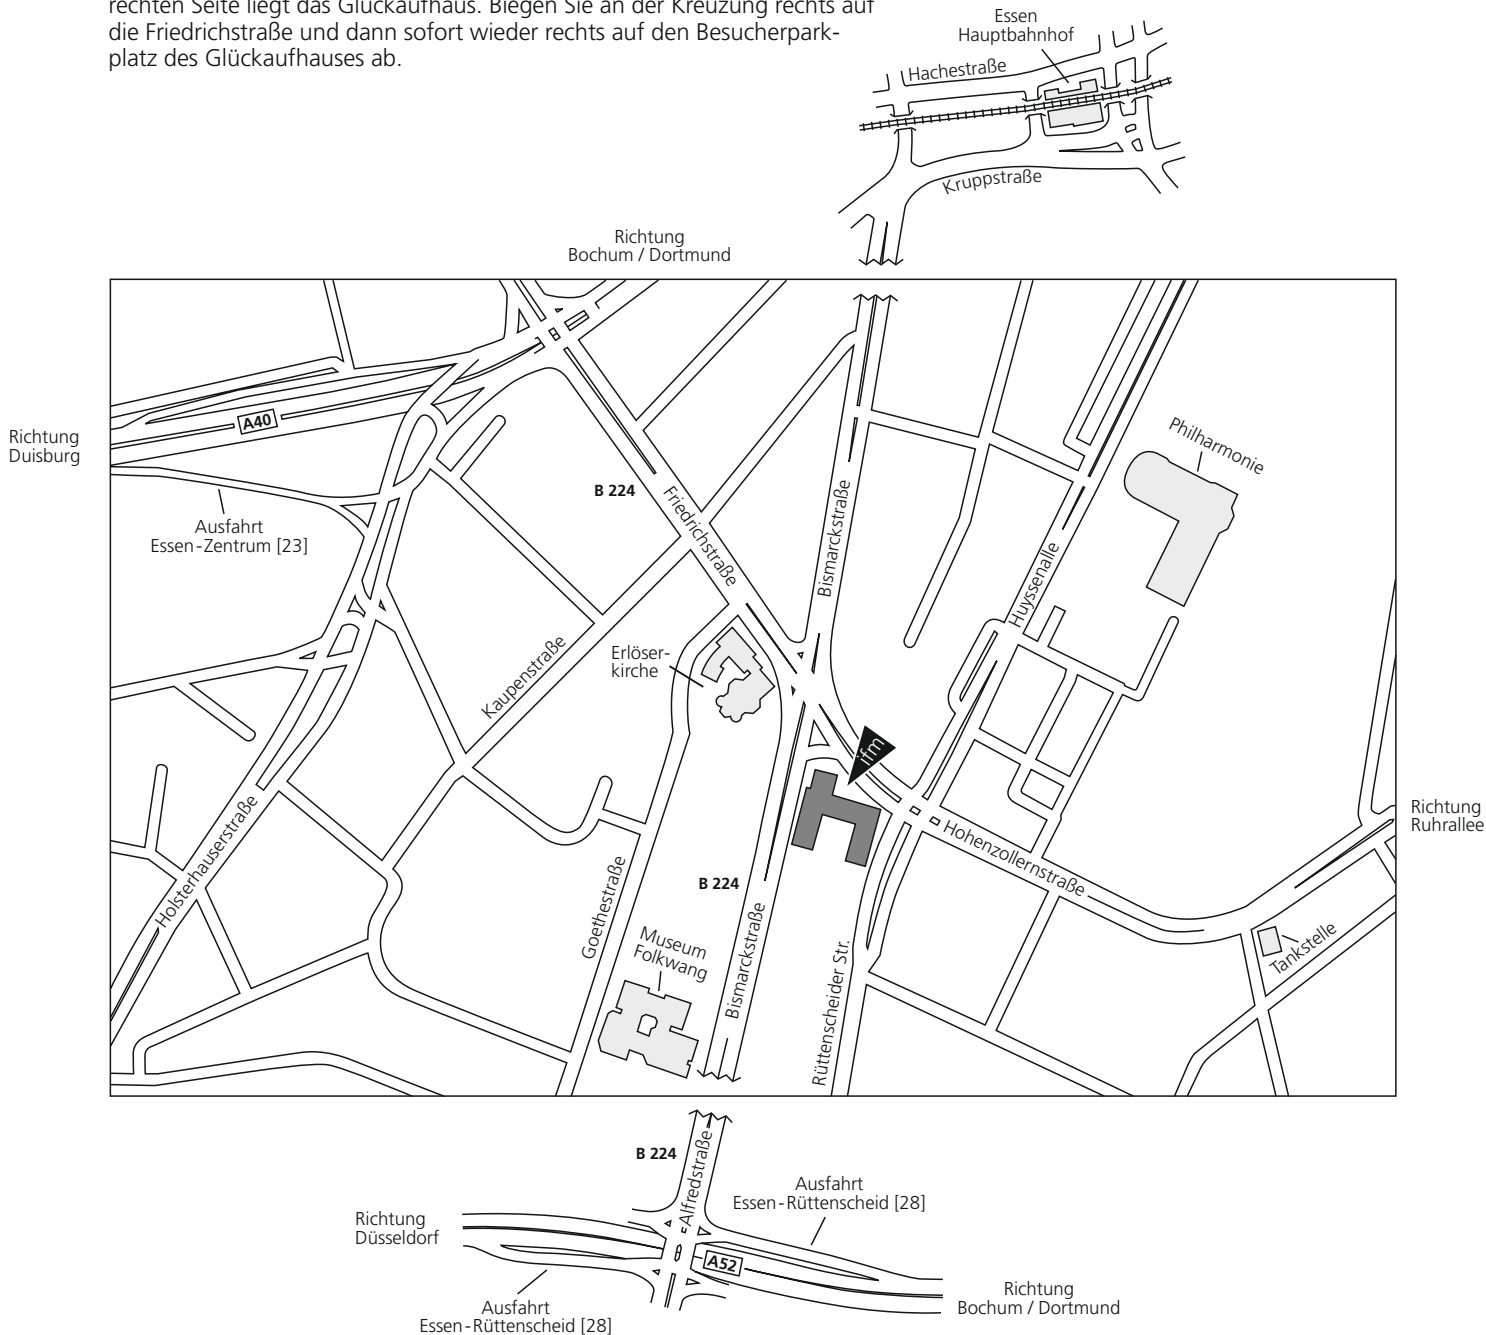 rechten Seite liegt das Glückaufhaus. Biegen Sie an der Kreuzung rechts auf
die Friedrichstraße und dann sofort wieder rechts auf den Besucherpark-
platz des Glückaufhauses ab.
Essen
Hauptbahnhof
Hachestraße
Kruppstraße
Richtung
Bochum / Dortmund
A40
Richtung
Duisburg
Philharmonie
B 224
Friedrichstraße
Bismarckstraße
Ausfahrt
Essen-Zentrum [23]
Huyssenalle
Erlöser-
kirche
Kaupenstraße
ifm
Richtung
Ruhrallee
Holsterhauserstraße
Hohenzollernstraße
B 224
Goethestraße
Museum
Folkwang
Bismarckstraße
Rüttenscheider Str.
Tankstelle
B 224
Alfredstraße
Ausfahrt
Essen-Rüttenscheid [28]
Richtung
Düsseldorf
A52
Richtung
Bochum / Dortmund
Ausfahrt
Essen-Rüttenscheid [28]